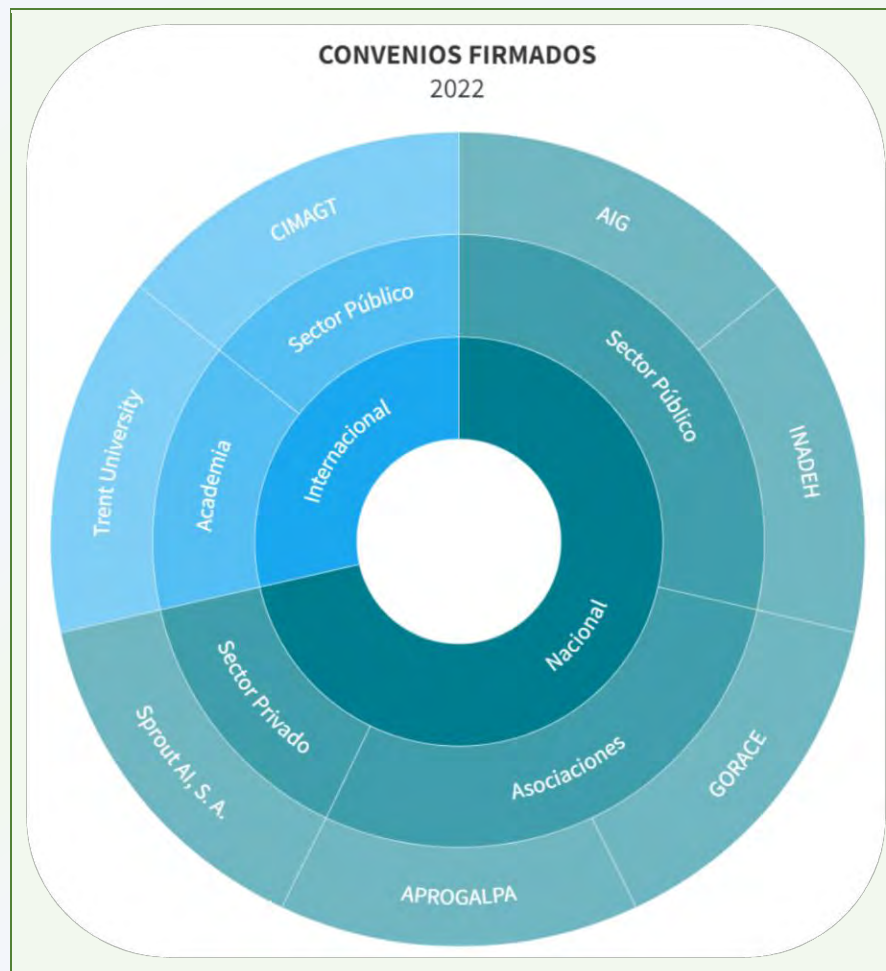 CONVENIOS FIRMADOS
2022
CIMAGT
AIG
Sector Público
Sector Público
Trent University
Academia
Internacional
INADEH
Nacional
Sector Privado
Sprout AI, S. A.
Asociaciones
GORACE
APROGALPA